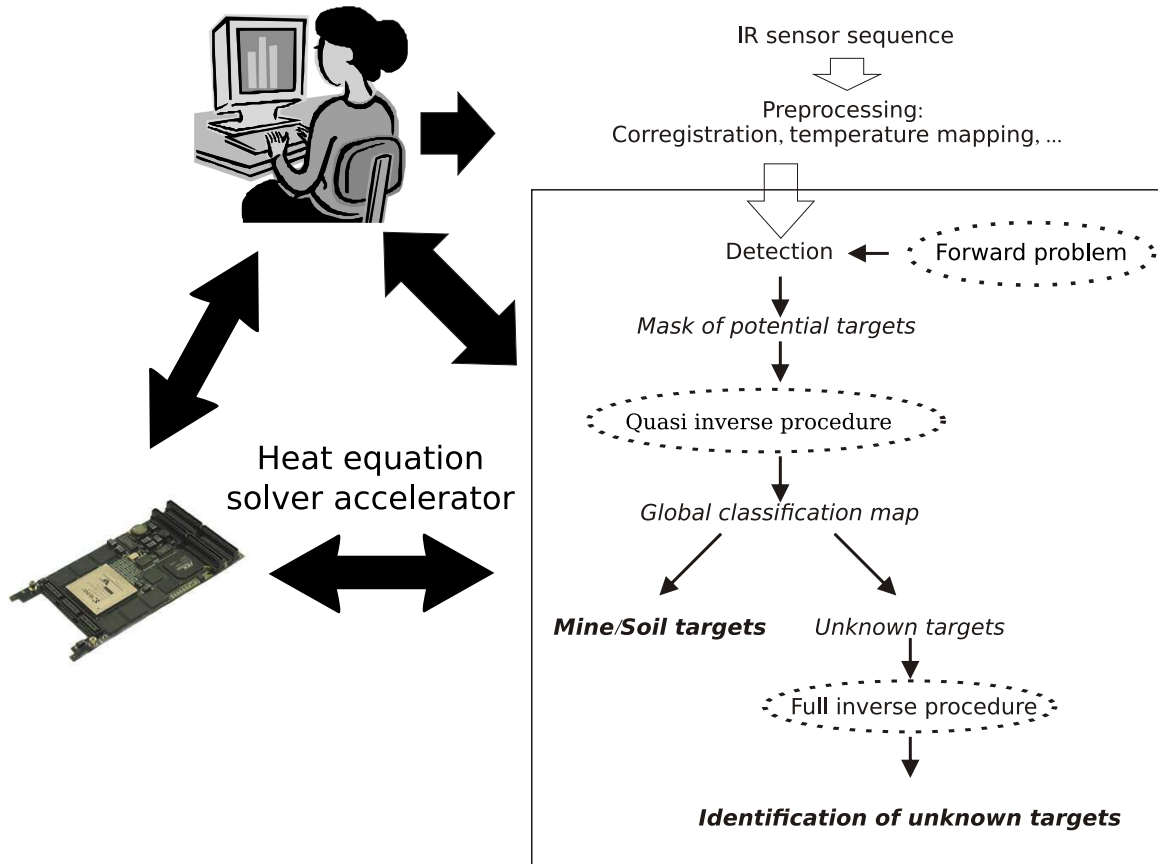 IR sensor sequence
Preprocessing:
Corregistration, temperature mapping, ...
Detection
Forward problem
Mask of potential targets
Quasi inverse procedure
Heat equation
solver accelerator
Global classification map
Mine/Soil targets
Unknown targets
Full inverse procedure
Identification of unknown targets